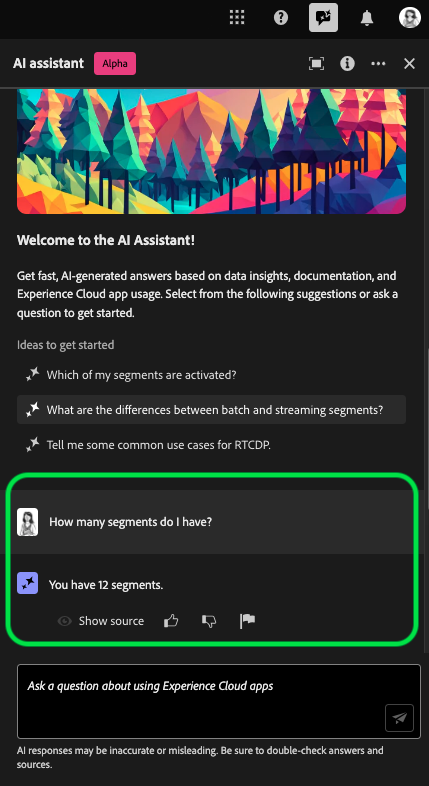 AI assistant Alpha
Welcome to the AI Assistant!
Get fast, AI-generated answers based on data insights, documentation, and
Experience Cloud app usage. Select from the following suggestions or ask a
question to get started.
Ideas to get started
Which of my segments are activated?
What are the differences between batch and streaming segments?
Tell me some common use cases for RTCDP.
How many segments do I have?
You have 12 segments.
Show source
Ask a question about using Experience Cloud apps
AI responses may be inaccurate or misleading. Be sure to double-check answers and
sources.